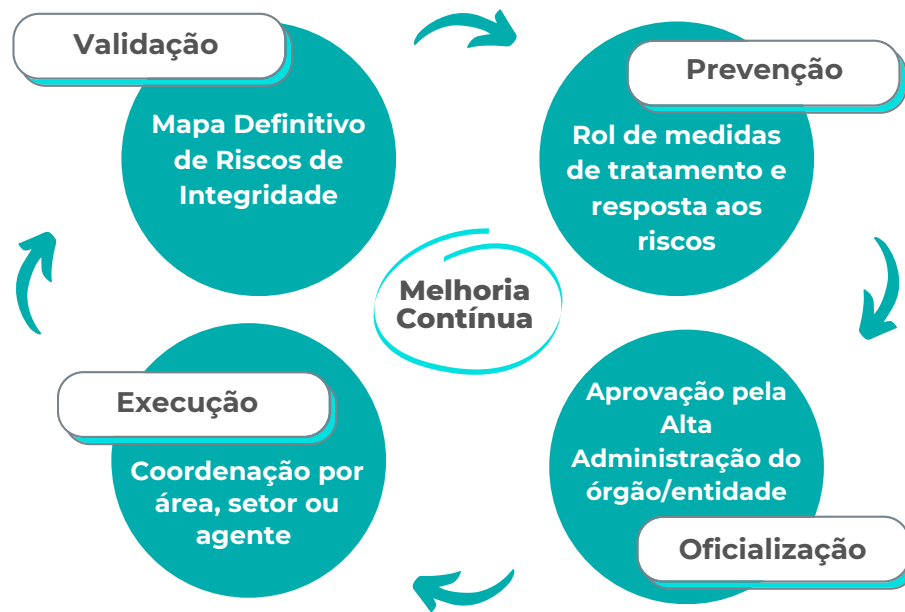 Validação
Mapa Definitivo
de Riscos de
Integridade
Prevenção
Rol de medidas
de tratamento e
resposta aos
riscos
Melhoria
Contínua
Execução
Coordenação por
área, setor ou
agente
Aprovação pela
Alta
Administração do
órgão/entidade
Oficialização